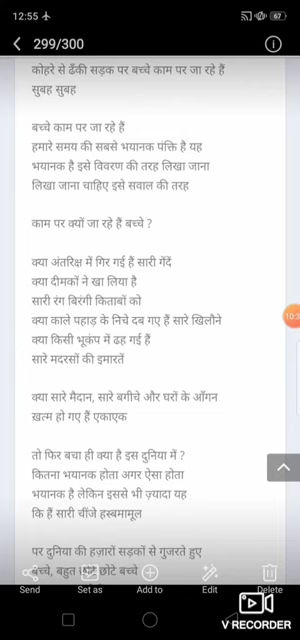 12:55
67
299/300
कोहरे से ढँकी सड़क पर बच्चे काम पर जा रहे हैं
सुबह सुबह
बच्चे काम पर जा रहे हैं
हमारे समय की सबसे भयानक पंक्ति है यह
भयानक है इसे विवरण की तरह लिखा जाना
लिखा जाना चाहिए इसे सवाल की तरह
काम पर क्यों जा रहे हैं बच्चे ?
क्या अंतरिक्ष में गिर गई हैं सारी गेंदें
क्या दीमकों ने खा लिया है
सारी रंग बिरंगी किताबों को
क्या काले पहाड़ के निचे दब गए हैं सारे खिलौने
क्या किसी भूकंप में ढह गई हैं
सारे मदरसों की इमारतें
क्या सारे मैदान, सारे बगीचे और घरों के आँगन
ख़त्म हो गए हैं एकाएक
तो फिर बचा ही क्या है इस दुनिया में ?
कितना भयानक होता अगर ऐसा होता
भयानक है लेकिन इससे भी ज़्यादा यह
कि हैं सारी चींजे हस्बमामूल
पर दुनिया की हज़ारों सड़कों से गुजरते हुए
बच्चे, बहुत छोटे छोटे बच्चे
Send
Set as
Add to
Edit
Delete
V RECORDER